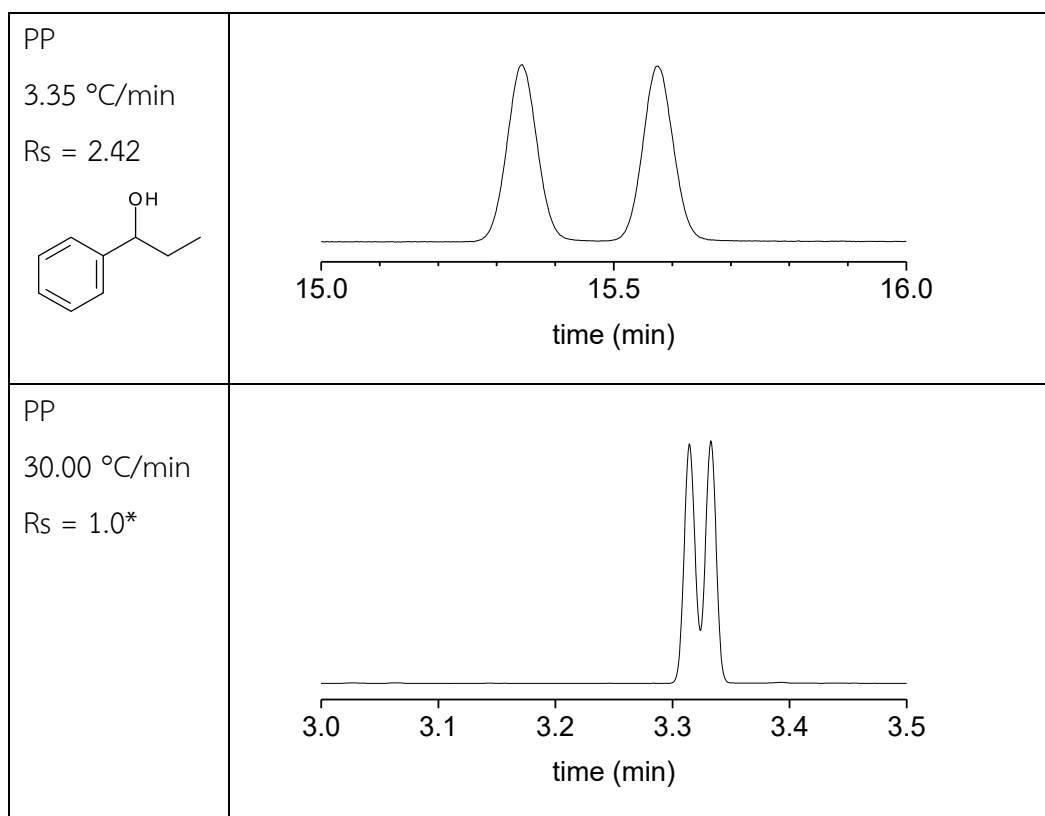 PP
3.35 °C/min
Rs = 2.42
OH
15.0 15.5 16.0
time (min)
PP
30.00 °C/min
Rs = 1.0*
3.0 3.1 3.2 3.3 3.4 3.5
time (min)